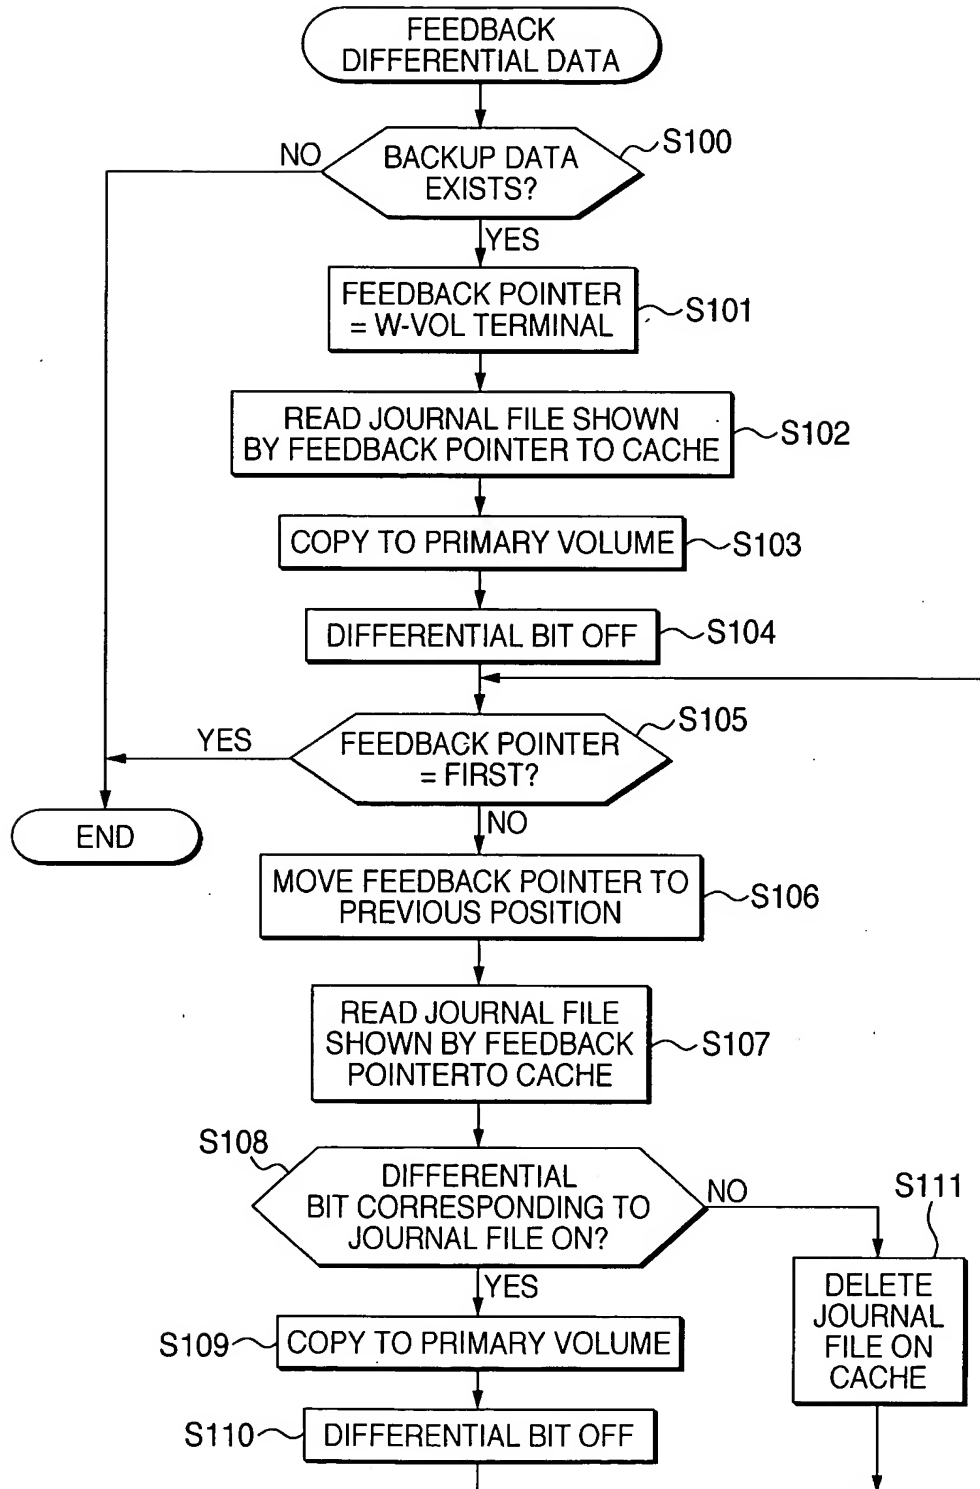 FEEDBACK
DIFFERENTIAL DATA
S100
NO
BACKUP DATA
EXISTS?
YES
FEEDBACK POINTER
= W-VOL TERMINAL
S101
READ JOURNAL FILE SHOWN
BY FEEDBACK POINTER TO CACHE
S102
COPY TO PRIMARY VOLUME
S103
DIFFERENTIAL BIT OFF
S104
S105
YES
FEEDBACK POINTER
= FIRST?
END
NO
MOVE FEEDBACK POINTER TO
PREVIOUS POSITION
S106
READ JOURNAL FILE
SHOWN BY FEEDBACK
POINTERTO CACHE
S107
S108
DIFFERENTIAL
BIT CORRESPONDING TO
JOURNAL FILE ON?
NO
S111
YES
DELETE
JOURNAL
FILE ON
CACHE
S109
COPY TO PRIMARY VOLUME
S110
DIFFERENTIAL BIT OFF